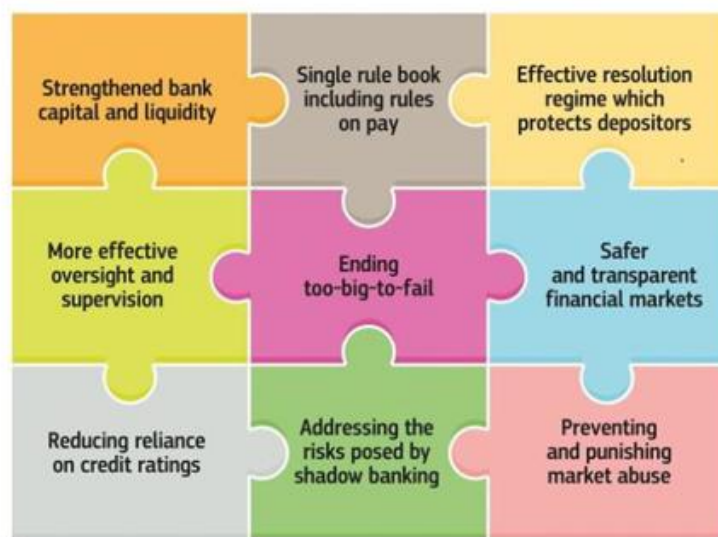 Strengthened bank
capital and liquidity
Single rule book
including rules
on pay
Effective resolution
regime which
protects depositors
More effective
oversight and
supervision
Ending
too-big-to-fail
Safer
and transparent
financial markets
Reducing reliance
on credit ratings
Addressing the
risks posed by
shadow banking
Preventing
and punishing
market abuse